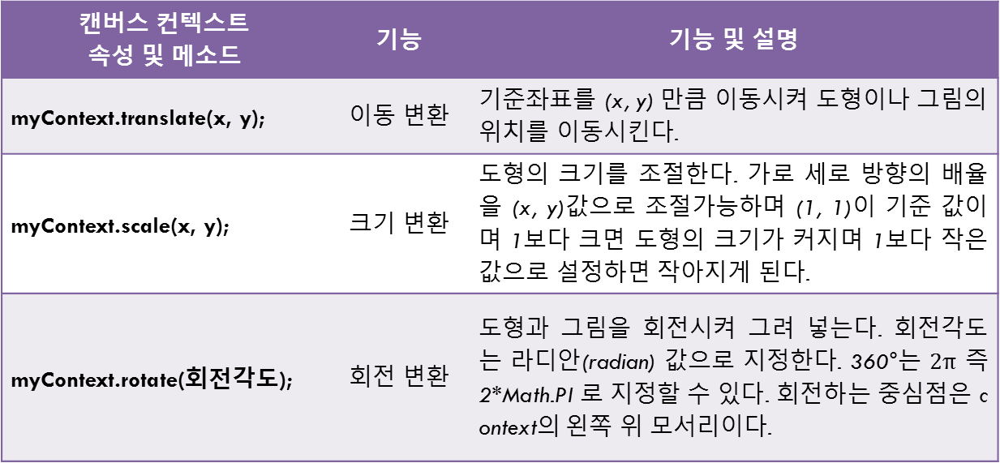 캔버스 컨텍스트
속성 및 메소드
기능
기능 및 설명
myContext.translate(x, y);
이동 변환
기준좌표를 (x, y) 만큼 이동시켜 도형이나 그림의
위치를 이동시킨다.
myContext.scale(x, y);
크기 변환
도형의 크기를 조절한다. 가로 세로 방향의 배율
을 (x, y)값으로 조절가능하며 (1, 1)이 기준 값이
며 1보다 크면 도형의 크기가 커지며 1보다 작은
값으로 설정하면 작아지게 된다.
myContext.rotate(회전각도);
회전 변환
도형과 그림을 회전시켜 그려 넣는다. 회전각도
는 라디안(radian) 값으로 지정한다. 360°는 2π 즉
2*Math.PI 로 지정할 수 있다. 회전하는 중심점은 c
ontext의 왼쪽 위 모서리이다.